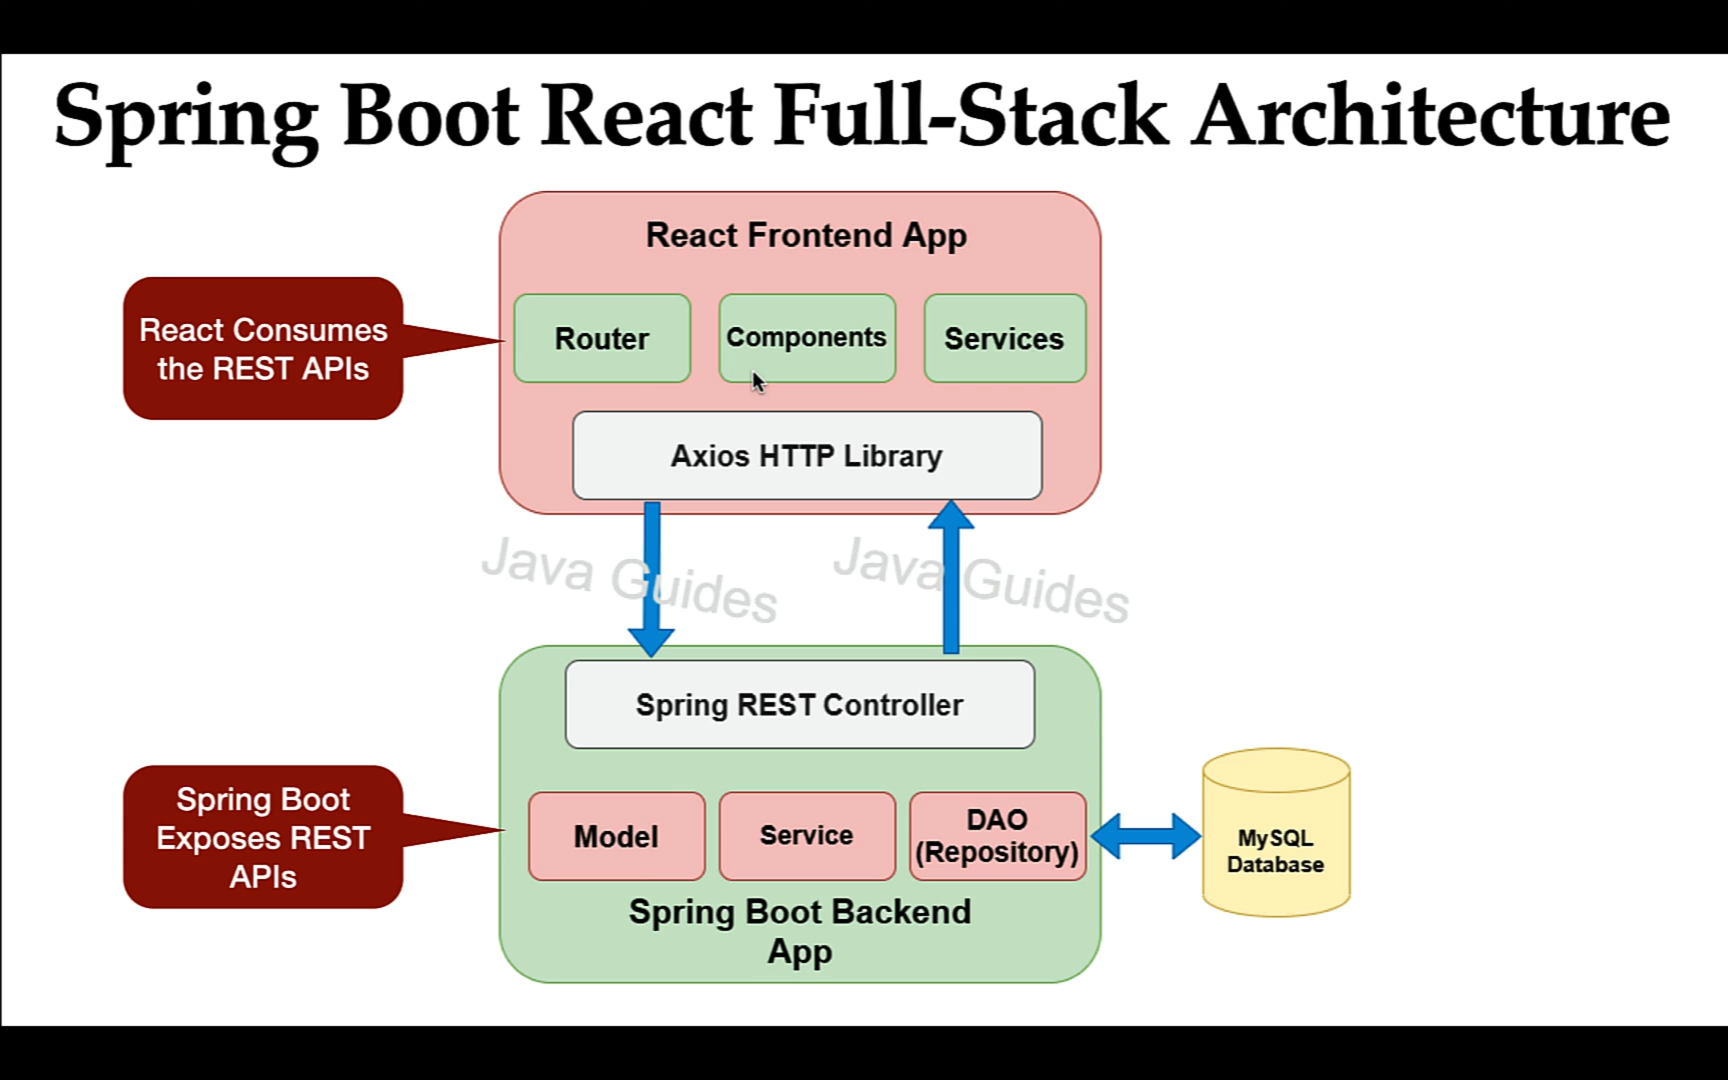 Spring Boot React Full-Stack Architecture
React Frontend App
React Consumes
the REST APIs
Router
Components
Services
Axios HTTP Library
Java Guides
Java Guides
Spring REST Controller
Spring Boot
Exposes REST
APIs
Model
Service
DAO
(Repository)
MySQL
Database
Spring Boot Backend
App